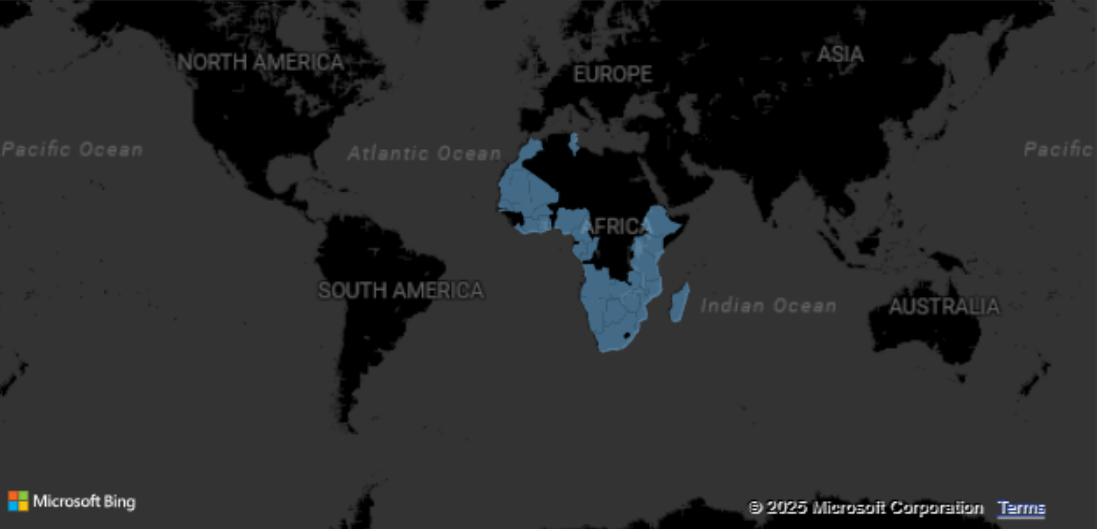 NORTH AMERICA
EUROPE
ASIA
Pacific Ocean
Atlantic Ocean
Pacific
AFRICA
SOUTH AMERICA
Indian Ocean
AUSTRALIA
Microsoft Bing
© 2025 Microsoft Corporation Terms